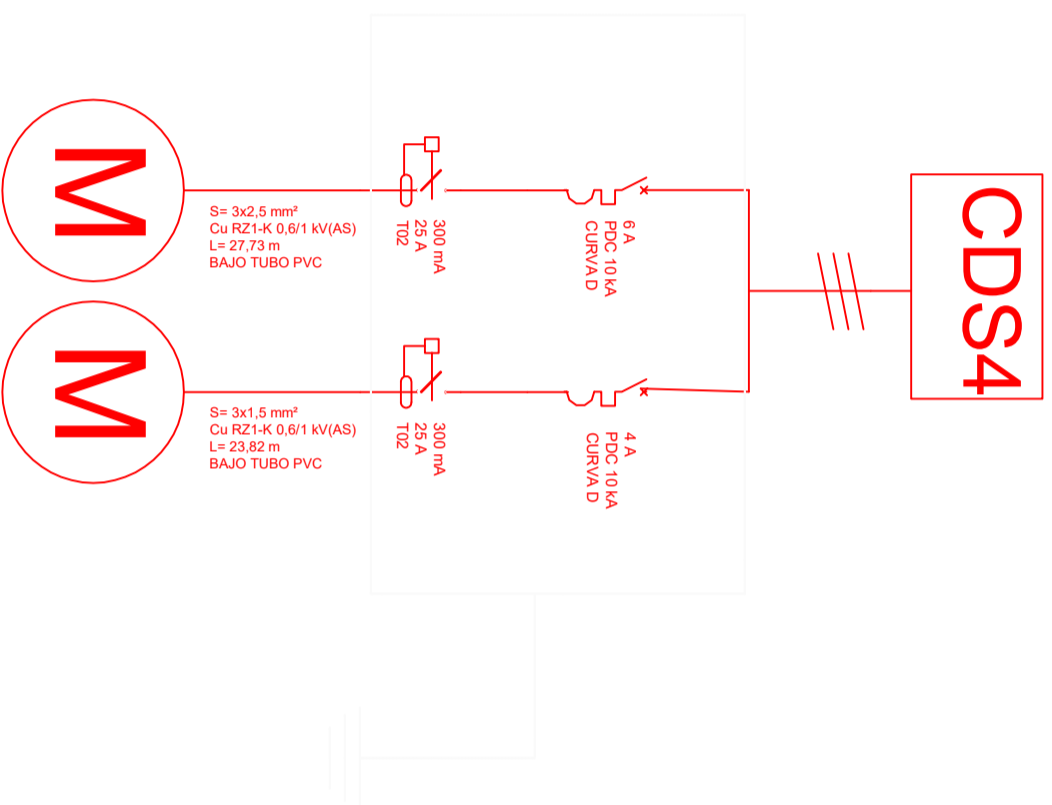 M
S= 3x2,5 mm²
Cu RZ1-K 0,6/1 kV(AS)
L= 27,73 m
BAJO TUBO PVC
300 mA
25 A
T02
6 A
PDC 10 kA
CURVA D
CDS4
M
S= 3x1,5 mm²
Cu RZ1-K 0,6/1 kV(AS)
L= 23,82 m
BAJO TUBO PVC
300 mA
25 A
T02
4 A
PDC 10 kA
CURVA D